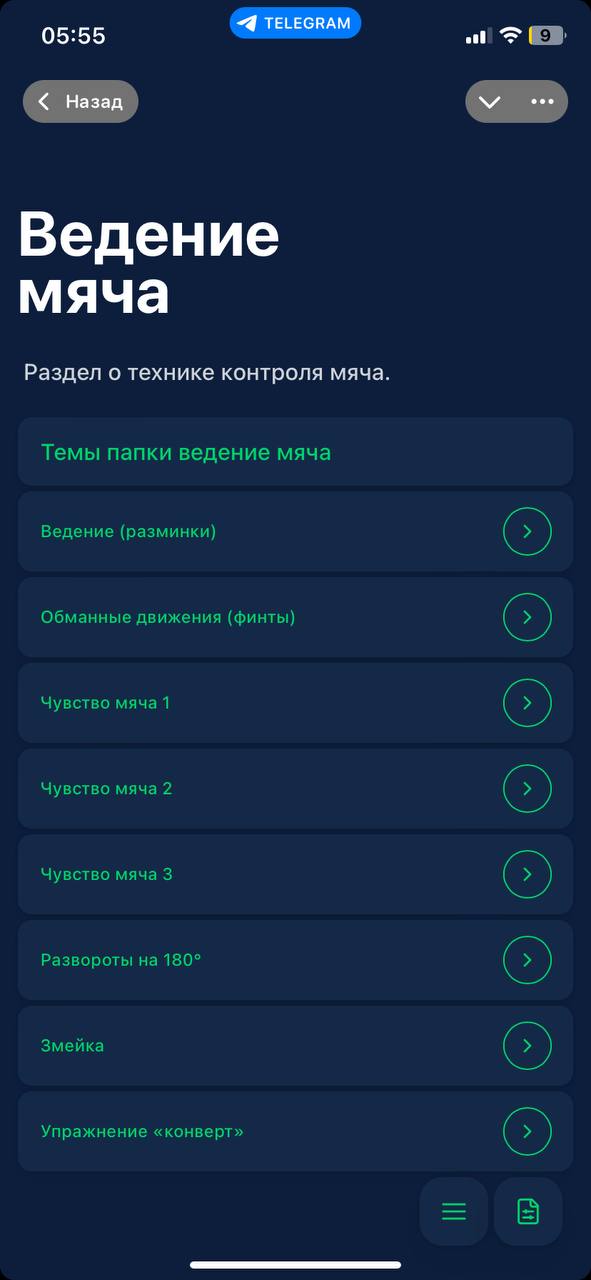 05:55
TELEGRAM
9
Назад
Ведение
мяча
Раздел о технике контроля мяча.
Темы папки ведение мяча
Ведение (разминки)
Обманные движения (финты)
Чувство мяча 1
Чувство мяча 2
Чувство мяча 3
Развороты на 180°
Змейка
Упражнение «конверт»